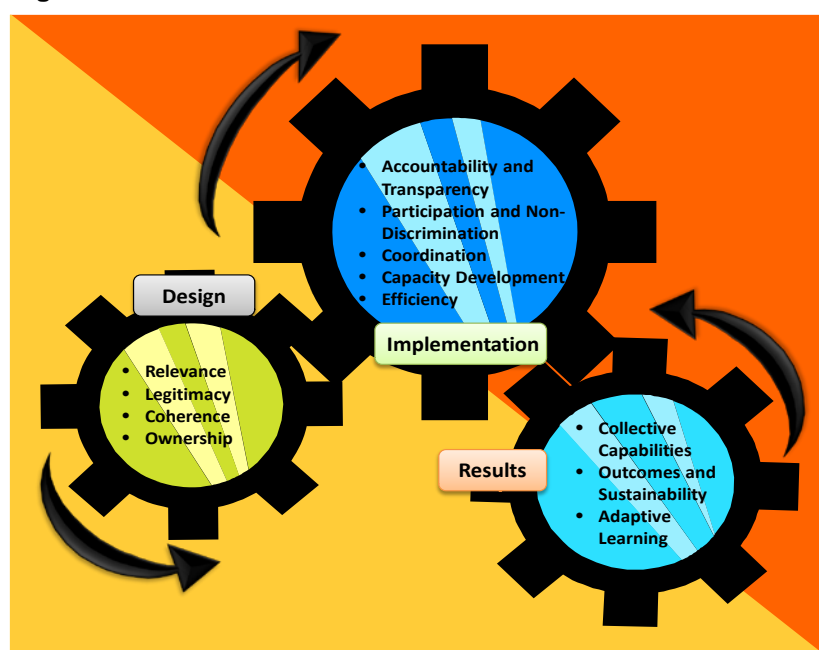 • Accountability and
Transparency
• Participation and Non-
Discrimination
• Coordination
• Capacity Development
• Efficiency
Design
Implementation
• Relevance
• Legitimacy
• Coherence
• Ownership
Results
• Collective
Capabilities
• Outcomes and
Sustainability
• Adaptive
Learning